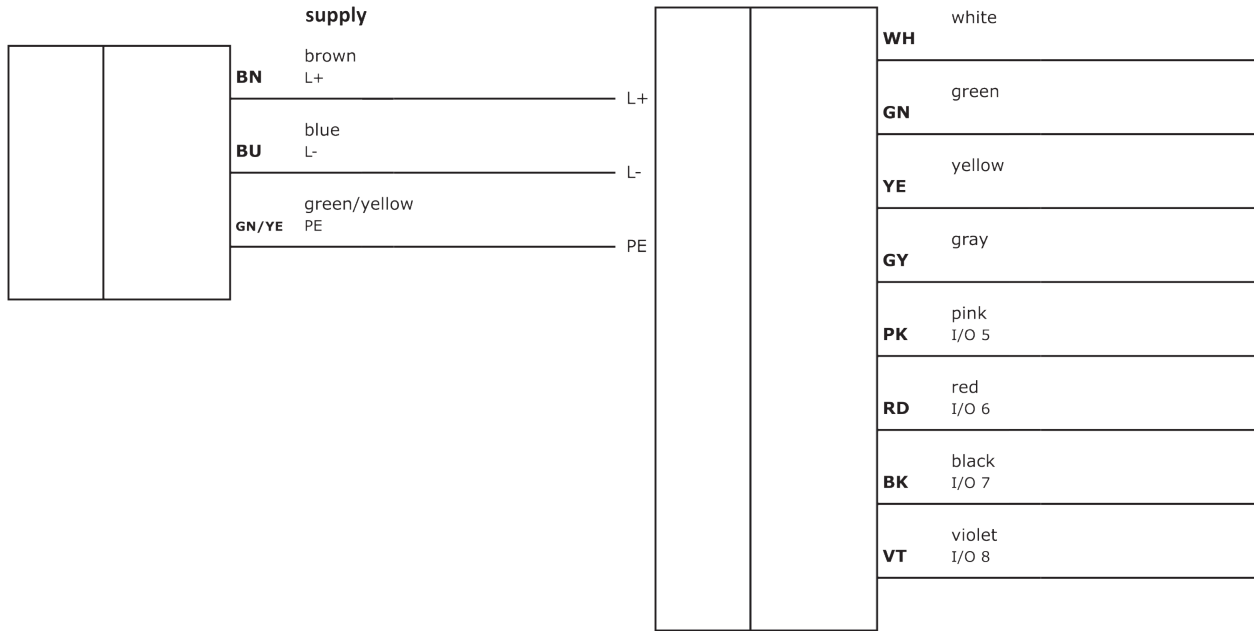 supply
brown
BN
L+
L+
blue
BU
L-
L-
green/yellow
GN/YE
PE
PE
white
WH
green
GN
yellow
YE
gray
GY
pink
PK
I/O 5
red
RD
I/O 6
black
BK
I/O 7
violet
VT
I/O 8